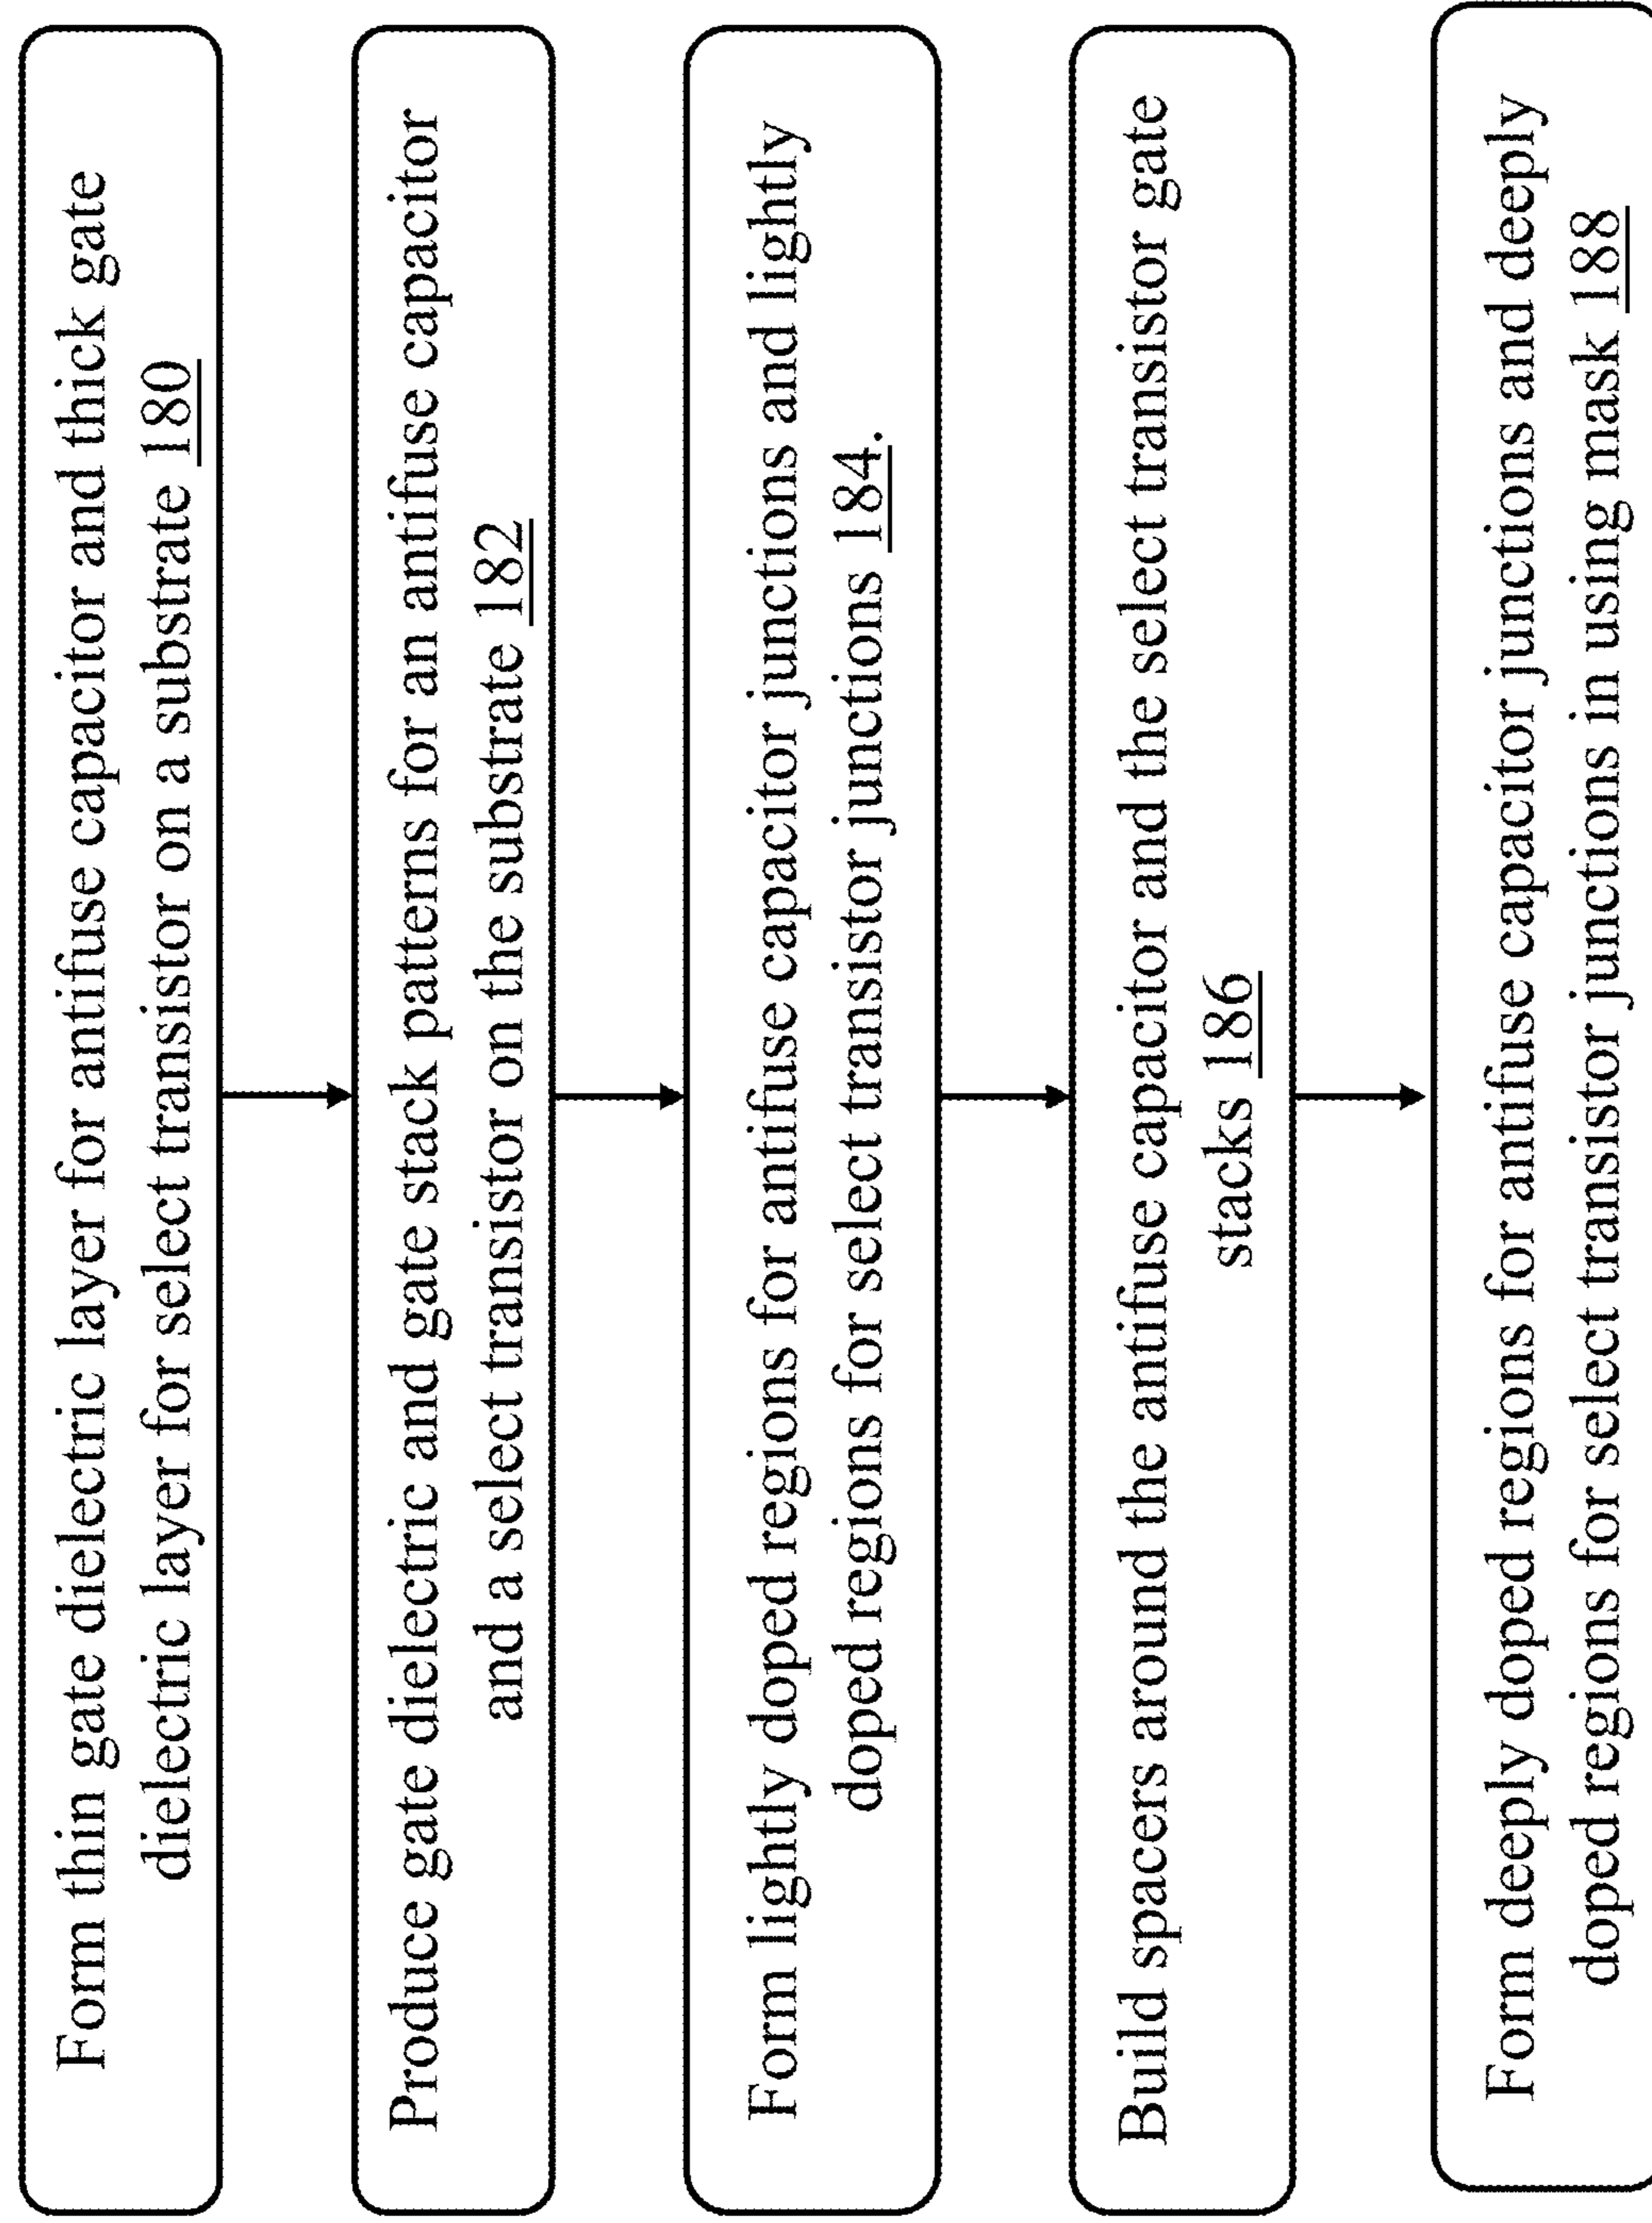 Form thin gate dielectric layer for antifuse capacitor and thick gate
dielectric layer for select transistor on a substrate 180
Produce gate dielectric and gate stack patterns for an antifuse capacitor
and a select transistor on the substrate 182
Form lightly doped regions for antifuse capacitor junctions and lightly
doped regions for select transistor junctions 184.
Build spacers around the antifuse capacitor and the select transistor gate
stacks 186
Form deeply doped regions for antifuse capacitor junctions and deeply
doped regions for select transistor junctions in using mask 188